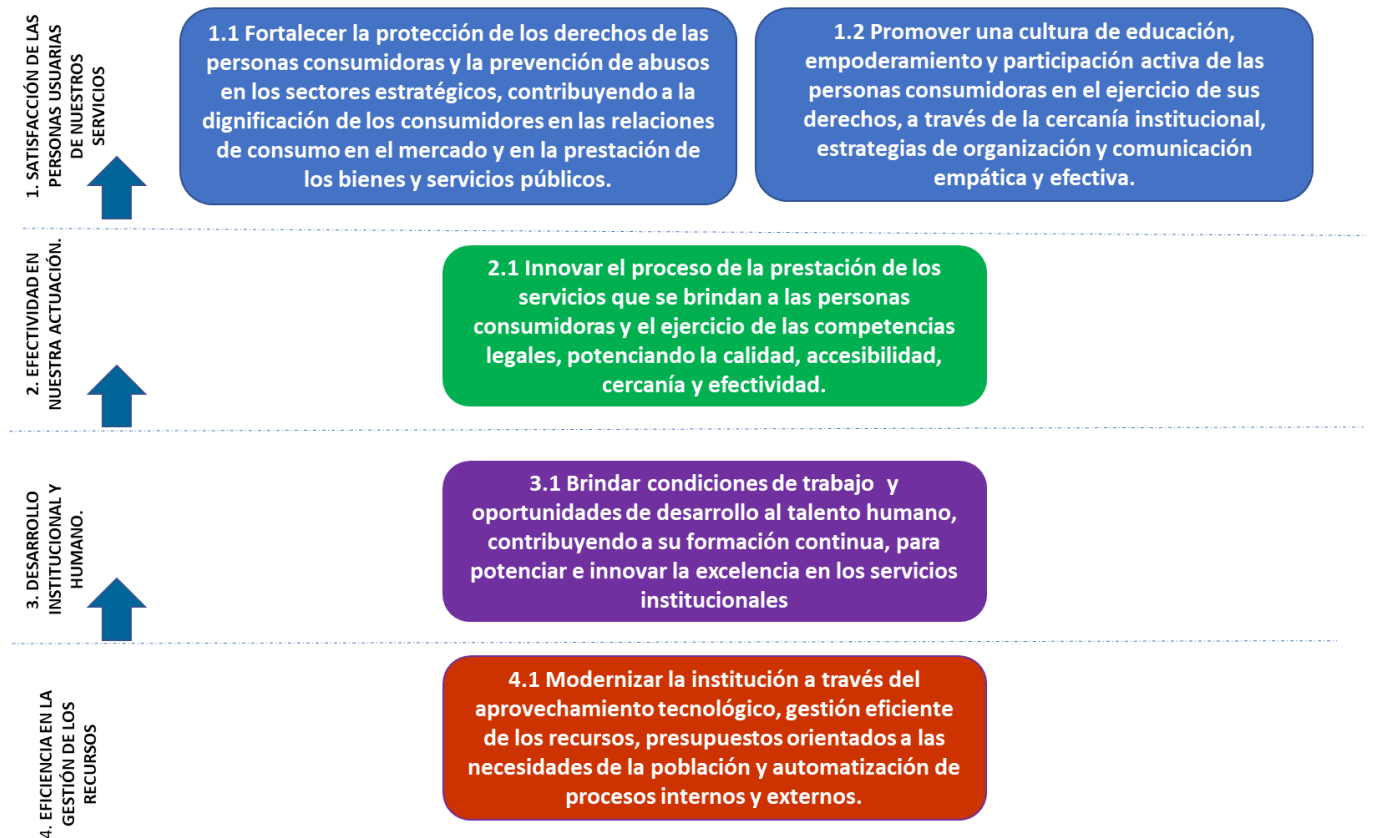 1. SATISFACCIÓN DE LAS
PERSONAS USUARIAS
DE NUESTROS
SERVICIOS
1.1 Fortalecer la protección de los derechos de las
personas consumidoras y la prevención de abusos
en los sectores estratégicos, contribuyendo a la
dignificación de los consumidores en las relaciones
de consumo en el mercado y en la prestación de
los bienes y servicios públicos.
1.2 Promover una cultura de educación,
empoderamiento y participación activa de las
personas consumidoras en el ejercicio de sus
derechos, a través de la cercanía institucional,
estrategias de organización y comunicación
empática y efectiva.
2. EFECTIVIDAD EN
NUESTRA ACTUACIÓN.
2.1 Innovar el proceso de la prestación de los
servicios que se brindan a las personas
consumidoras y el ejercicio de las competencias
legales, potenciando la calidad, accesibilidad,
cercanía y efectividad.
3. DESARROLLO
INSTITUCIONAL Y
HUMANO.
3.1 Brindar condiciones de trabajo y
oportunidades de desarrollo al talento humano,
contribuyendo a su formación continua, para
potenciar e innovar la excelencia en los servicios
institucionales
4. EFICIENCIA EN LA
GESTIÓN DE LOS
RECURSOS
4.1 Modernizar la institución a través del
aprovechamiento tecnológico, gestión eficiente
de los recursos, presupuestos orientados a las
necesidades de la población y automatización de
procesos internos y externos.